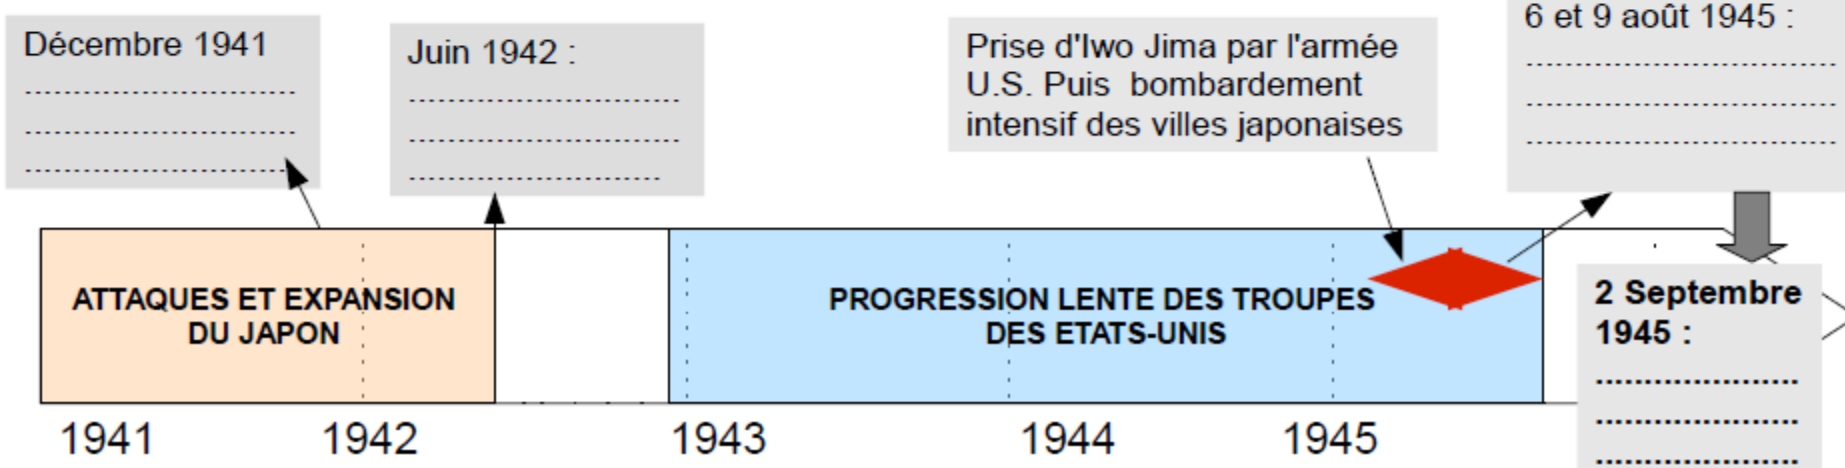 Décembre 1941
................................
................................
................................
Juin 1942 :
................................
................................
..............................
Prise d'Iwo Jima par l'armée
U.S. Puis  bombardement
intensif des villes japonaises
6 et 9 août 1945 :
....................................
....................................
....................................
ATTAQUES ET EXPANSION
DU JAPON
PROGRESSION LENTE DES TROUPES
DES ETATS-UNIS
2 Septembre
1945 :
......................
......................
......................
1941
1942
1943
1944
1945